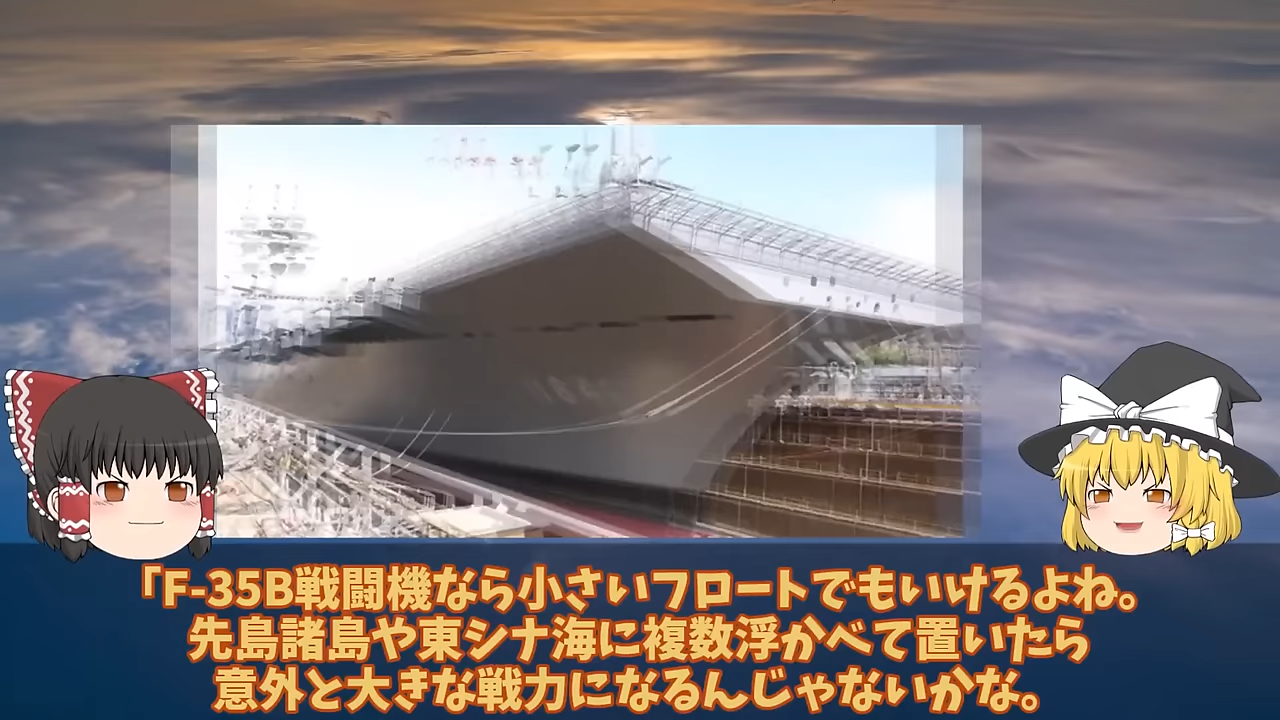 「F-35B戦闘機なら小さいフロートでもいけるよね。
先島諸島や東シナ海に複数浮かべて置いたら
意外と大きな戦力になるんじゃないかな。